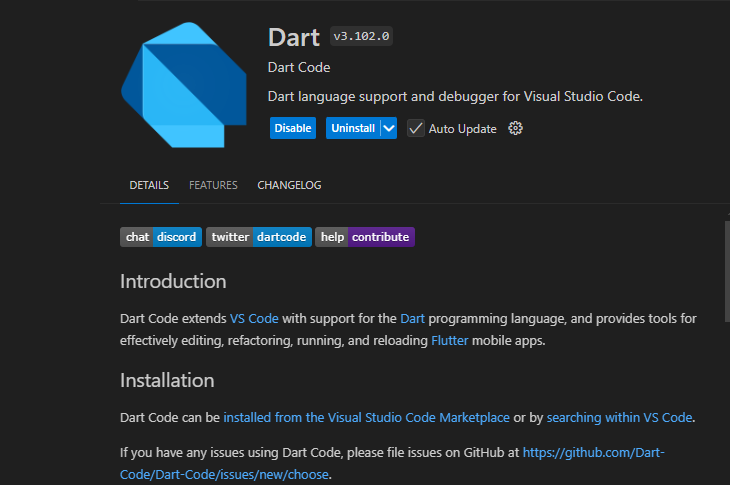 Dart v3.102.0
Dart Code
Dart language support and debugger for Visual Studio Code.
Disable Uninstall Auto Update
DETAILS FEATURES CHANGELOG
chat discord twitter dartcode help contribute
Introduction
Dart Code extends VS Code with support for the Dart programming language, and provides tools for
effectively editing, refactoring, running, and reloading Flutter mobile apps.
Installation
Dart Code can be installed from the Visual Studio Code Marketplace or by searching within VS Code.
If you have any issues using Dart Code, please file issues on GitHub at https://github.com/Dart-
Code/Dart-Code/issues/new/choose.